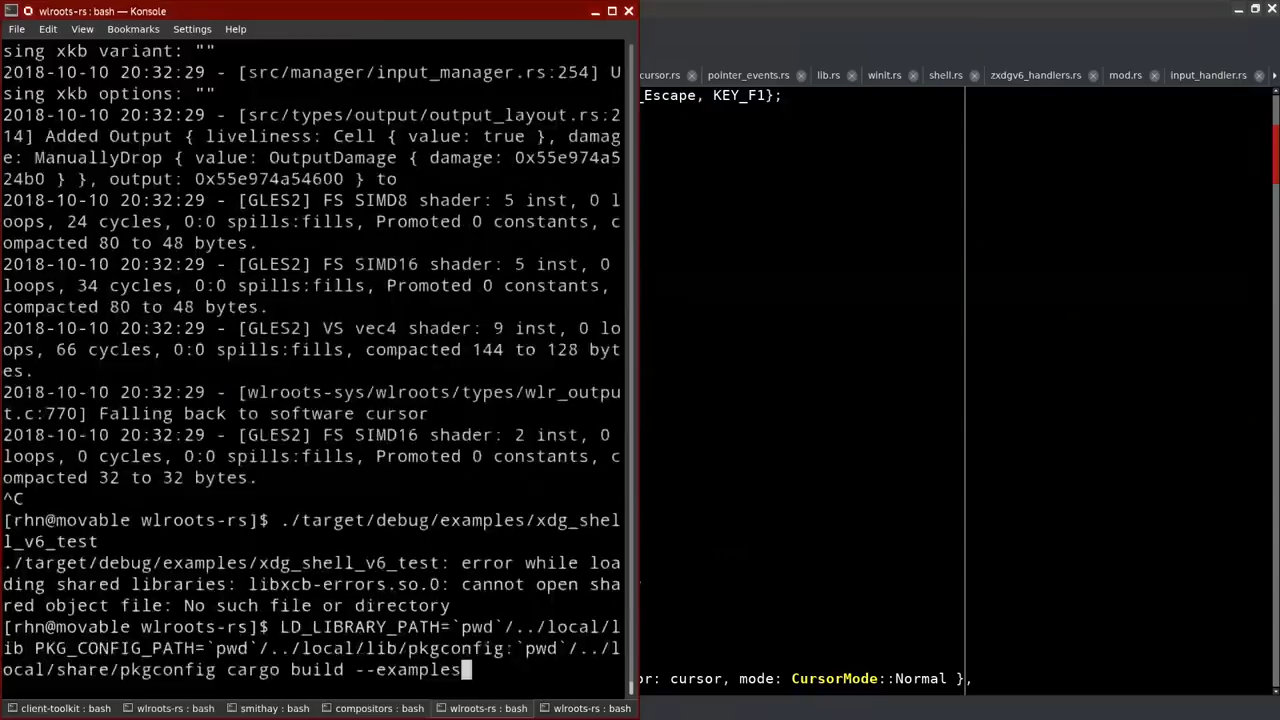 wlroots-rs : bash — Konsole
File Edit View Bookmarks Settings Help
sing xkb variant: ""
2018-10-10 20:32:29 - [src/manager/input_manager.rs:254] U
sing xkb options: ""
2018-10-10 20:32:29 - [src/types/output/output_layout.rs:2
14] Added Output { liveliness: Cell { value: true }, damag
e: ManuallyDrop { value: OutputDamage { damage: 0x55e974a5
24b0 } }, output: 0x55e974a54600 } to
2018-10-10 20:32:29 - [GLES2] FS SIMD8 shader: 5 inst, 0 l
oops, 24 cycles, 0:0 spills:fills, Promoted 0 constants, c
ompacted 80 to 48 bytes.
2018-10-10 20:32:29 - [GLES2] FS SIMD16 shader: 5 inst, 0
loops, 34 cycles, 0:0 spills:fills, Promoted 0 constants,
compacted 80 to 48 bytes.
2018-10-10 20:32:29 - [GLES2] VS vec4 shader: 9 inst, 0 lo
ops, 66 cycles, 0:0 spills:fills, compacted 144 to 128 byt
es.
2018-10-10 20:32:29 - [wlroots-sys/wlroots/types/wlr_outpu
t.c:770] Falling back to software cursor
2018-10-10 20:32:29 - [GLES2] FS SIMD16 shader: 2 inst, 0
loops, 0 cycles, 0:0 spills:fills, Promoted 0 constants, c
ompacted 32 to 32 bytes.
^C
[rhn@movable wlroots-rs]$ ./target/debug/examples/xdg_shel
l_v6_test
./target/debug/examples/xdg_shell_v6_test: error while loa
ding shared libraries: libxcb-errors.so.0: cannot open sha
red object file: No such file or directory
[rhn@movable wlroots-rs]$ LD_LIBRARY_PATH=`pwd`/../local/l
ib PKG_CONFIG_PATH=`pwd`/../local/lib/pkgconfig:`pwd`/../l
ocal/share/pkgconfig cargo build --examples
client-toolkit : bash wlroots-rs : bash smithay : bash compositors : bash wlroots-rs : bash wlroots-rs : bash
cursor.rs pointer_events.rs lib.rs winit.rs shell.rs zxdgv6_handlers.rs mod.rs input_handler.rs
_Escape, KEY_F1};
or: cursor, mode: CursorMode::Normal },